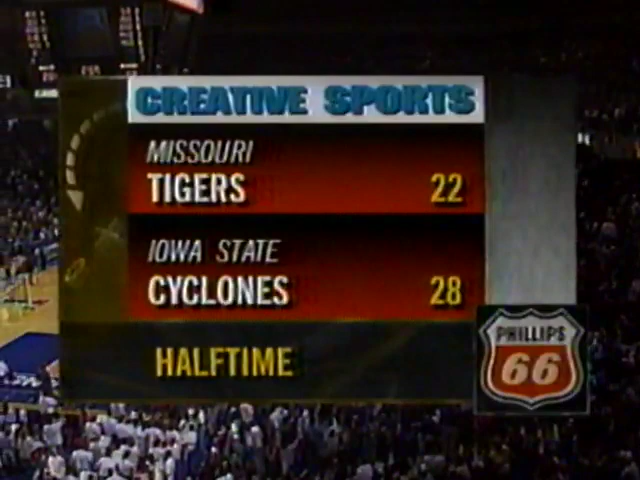 CREATIVE SPORTS
MISSOURI
TIGERS 22
IOWA STATE
CYCLONES 28
HALFTIME
PHILLIPS
66